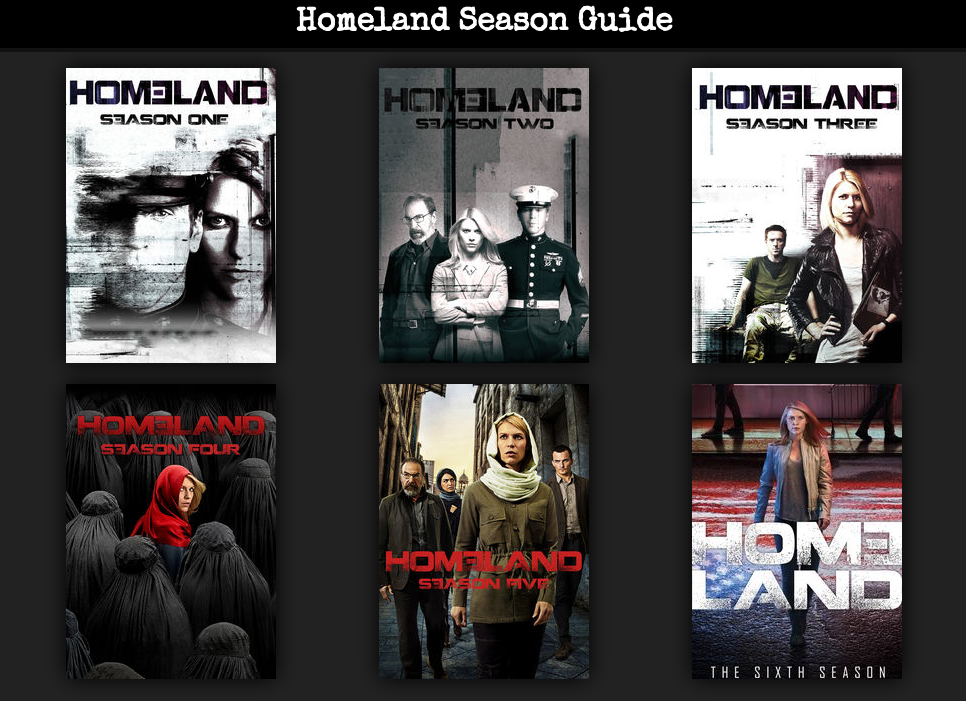 Homeland Season Guide
HOMELAND
SEASON ONE
HOMELAND
SEASON TWO
HOMELAND
SEASON THREE
HOMELAND
SEASON FOUR
HOMELAND
SEASON FIVE
HOME
LAND
THE SIXTH SEASON